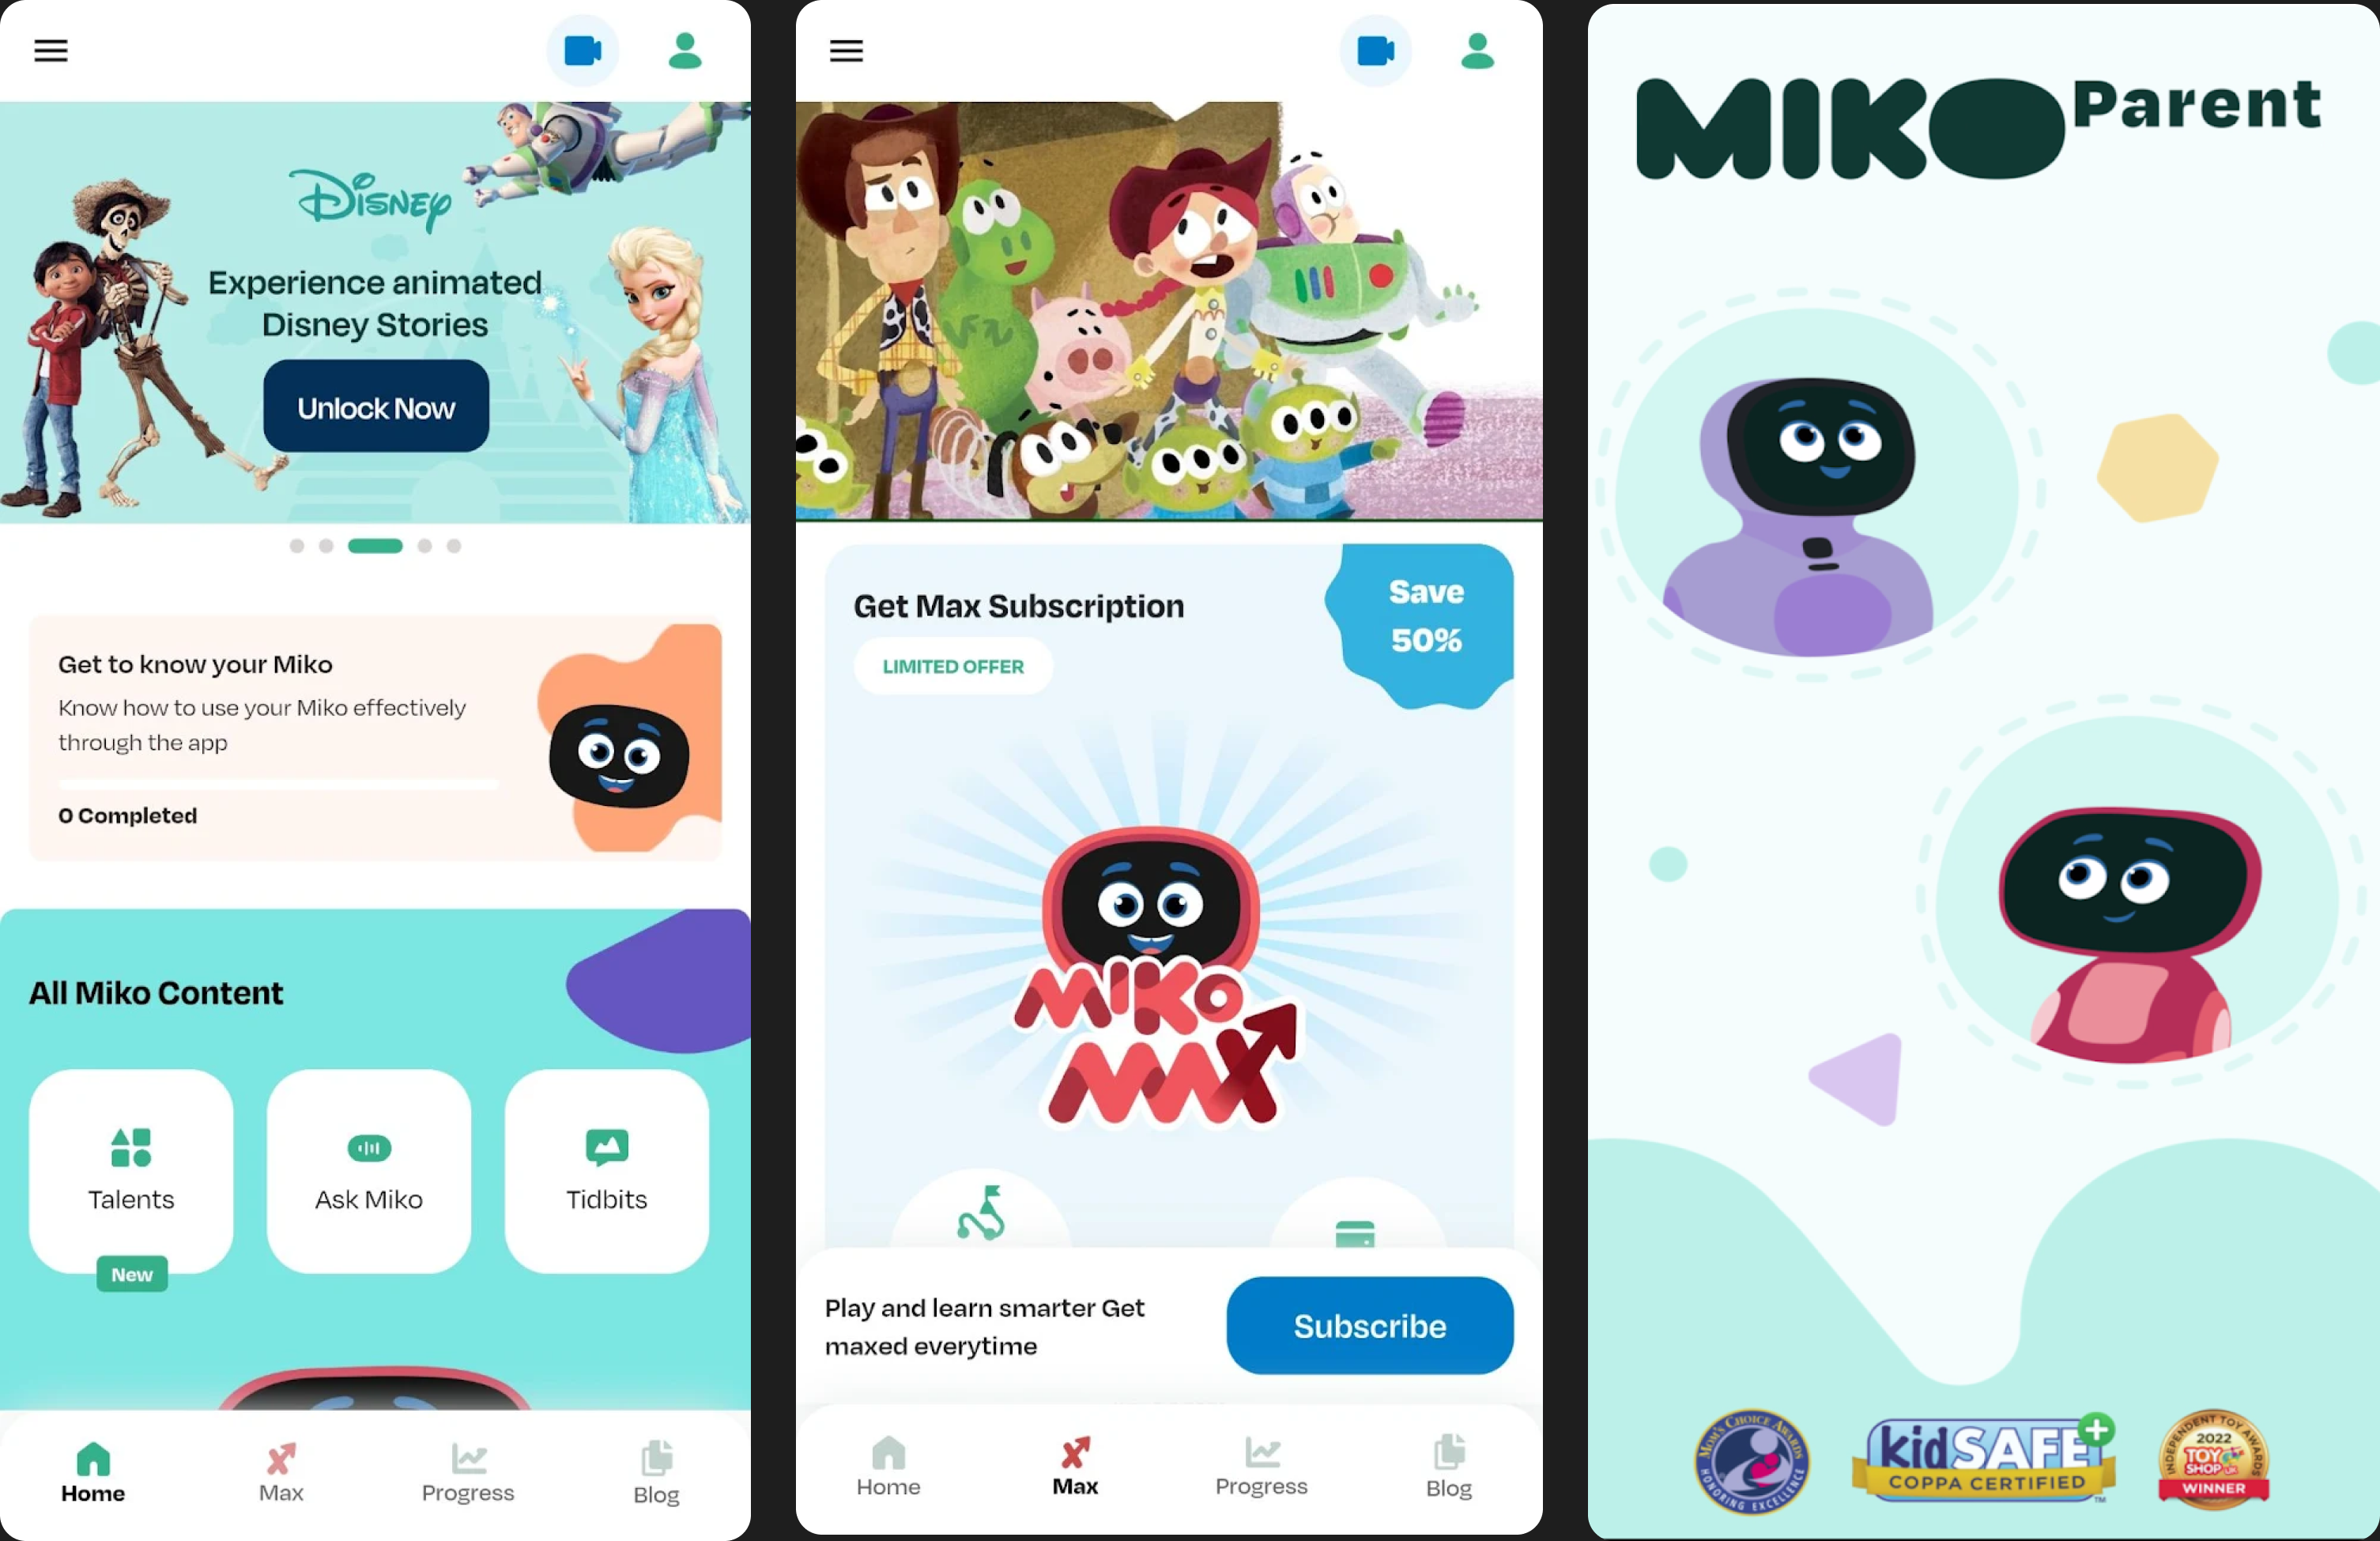 Disney
Experience animated
Disney Stories
Unlock Now
Get to know your Miko
Know how to use your Miko effectively
through the app
0 Completed
All Miko Content
Talents
Ask Miko
Tidbits
New
Home
Max
Progress
Blog
Get Max Subscription
LIMITED OFFER
Save
50%
MIKO
MAX
Play and learn smarter Get
maxed everytime
Subscribe
Home
Max
Progress
Blog
MIKO Parent
MOM'S CHOICE AWARDS
HONORING EXCELLENCE
kidSAFE+
COPPA CERTIFIED
TM
INDEPENDENT TOY AWARDS
2022
TOY
SHOP UK
WINNER